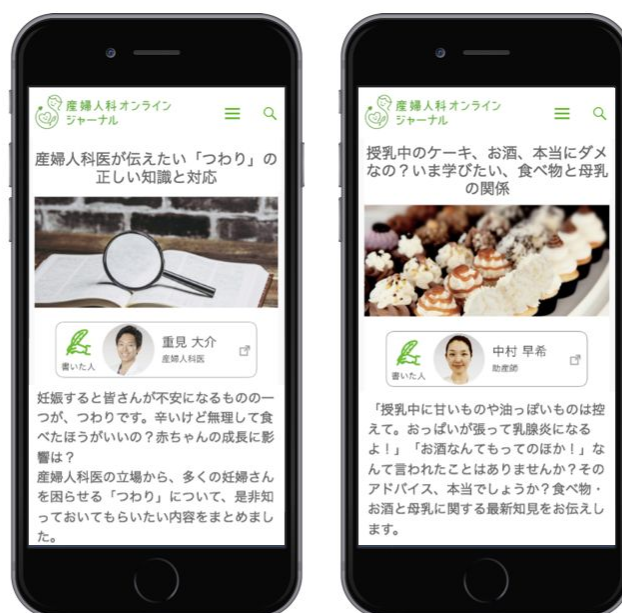 産婦人科オンライン
ジャーナル
産婦人科医が伝えたい「つわり」の
正しい知識と対応
書いた人
重見 大介
産婦人科医
妊娠すると皆さんが不安になるものの一
つが、つわりです。辛いけど無理して食
べたほうがいいの？赤ちゃんの成長に影
響は？
産婦人科医の立場から、多くの妊婦さん
を困らせる「つわり」について、是非知
っておいてもらいたい内容をまとめまし
た。
産婦人科オンライン
ジャーナル
授乳中のケーキ、お酒、本当にダメ
なの？いま学びたい、食べ物と母乳
の関係
書いた人
中村 早希
助産師
「授乳中に甘いものや油っぽいものは控
えて。おっぱいが張って乳腺炎になる
よ！」「お酒なんてもってのほか！」な
んて言われたことはありませんか？その
アドバイス、本当でしょうか？食べ物・
お酒と母乳に関する最新知見をお伝えし
ます。